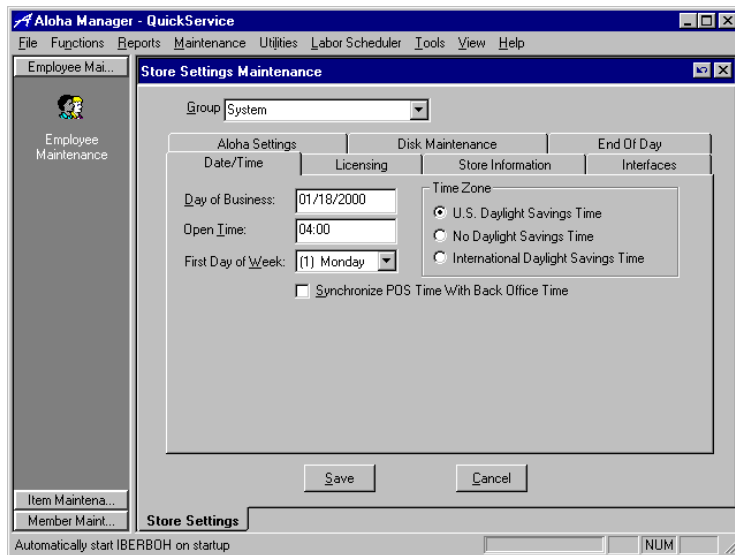 Aloha Manager - QuickService
File Functions Reports Maintenance Utilities Labor Scheduler Tools View Help
Employee Mai...
Store Settings Maintenance
Group System
Employee
Maintenance
Aloha Settings Disk Maintenance End Of Day
Date/Time Licensing Store Information Interfaces
Day of Business: 01/18/2000
Time Zone
U.S. Daylight Savings Time
Open Time: 04:00
No Daylight Savings Time
First Day of Week: (1) Monday
International Daylight Savings Time
Synchronize POS Time With Back Office Time
Save Cancel
Item Maintena...
Member Maint...
Store Settings
Automatically start IBERBOH on startup NUM